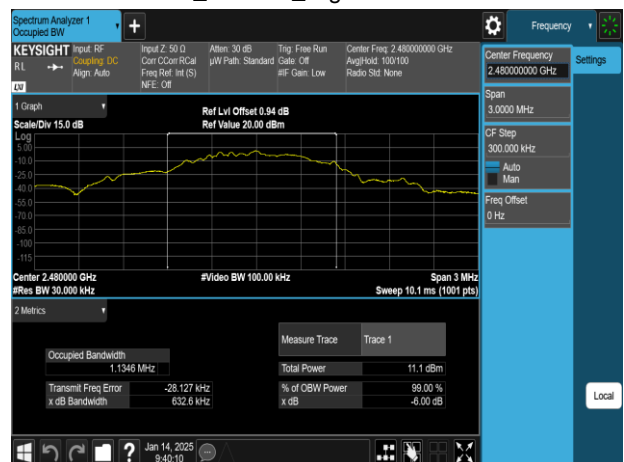 Spectrum Analyzer 1
Occupied BW
+
Frequency
KEYSIGHT
RL
LXI
Input: RF
Coupling: DC
Align: Auto
Input Z: 50 Ω
Corr CCorr RCal
Freq Ref: Int (S)
NFE: Off
Atten: 30 dB
µW Path: Standard
Trig: Free Run
Gate: Off
#IF Gain: Low
Center Freq: 2.480000000 GHz
Avg|Hold: 100/100
Radio Std: None
Center Frequency
2.480000000 GHz
Settings
Span
3.0000 MHz
CF Step
300.000 kHz
Auto
Man
Freq Offset
0 Hz
1 Graph
Scale/Div 15.0 dB
Ref Lvl Offset 0.94 dB
Ref Value 20.00 dBm
Log
5.00
-10.0
-25.0
-40.0
-55.0
-70.0
-85.0
-100
-115
Center 2.480000 GHz
#Res BW 30.000 kHz
#Video BW 100.00 kHz
Span 3 MHz
Sweep 10.1 ms (1001 pts)
2 Metrics
Measure Trace
Trace 1
Occupied Bandwidth
1.1346 MHz
Total Power
11.1 dBm
Transmit Freq Error
-28.127 kHz
% of OBW Power
99.00 %
x dB Bandwidth
632.6 kHz
x dB
-6.00 dB
Local
?
Jan 14, 2025
9:40:10